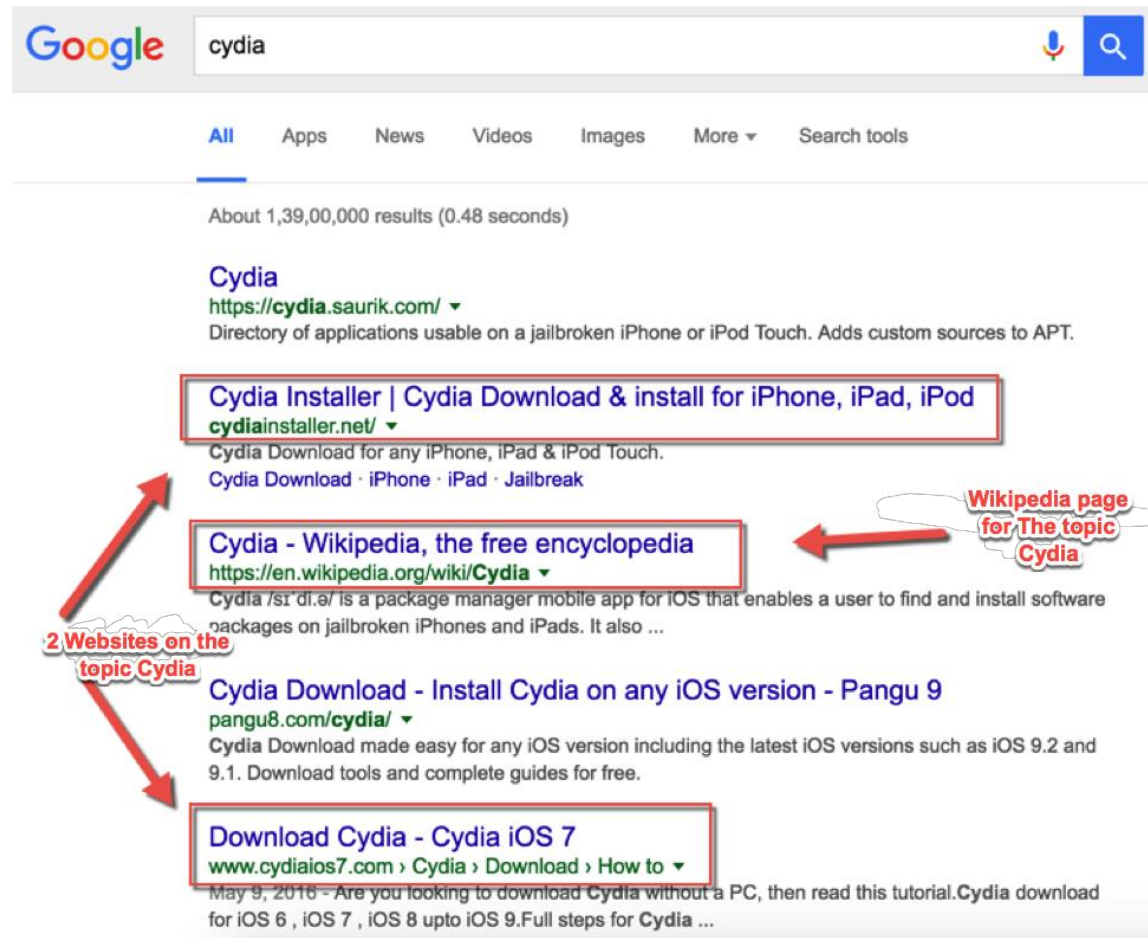 Google
cydia
All Apps News Videos Images More Search tools
About 1,39,00,000 results (0.48 seconds)
Cydia
https://cydia.saurik.com/
Directory of applications usable on a jailbroken iPhone or iPod Touch. Adds custom sources to APT.
Cydia Installer | Cydia Download & install for iPhone, iPad, iPod
cydiainstaller.net/
Cydia Download for any iPhone, iPad & iPod Touch.
Cydia Download · iPhone · iPad · Jailbreak
Wikipedia page
for The topic
Cydia
Cydia - Wikipedia, the free encyclopedia
https://en.wikipedia.org/wiki/Cydia
Cydia /sɪˈdi.ə/ is a package manager mobile app for iOS that enables a user to find and install software
packages on jailbroken iPhones and iPads. It also ...
2 Websites on the
topic Cydia
Cydia Download - Install Cydia on any iOS version - Pangu 9
pangu8.com/cydia/
Cydia Download made easy for any iOS version including the latest iOS versions such as iOS 9.2 and
9.1. Download tools and complete guides for free.
Download Cydia - Cydia iOS 7
www.cydiaios7.com › Cydia › Download › How to
May 9, 2016 - Are you looking to download Cydia without a PC, then read this tutorial.Cydia download
for iOS 6 , iOS 7 , iOS 8 upto iOS 9.Full steps for Cydia ...